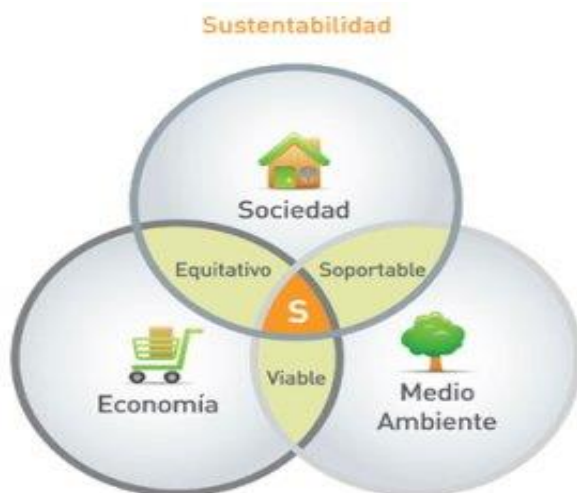 Sustentabilidad
Sociedad
Equitativo
Soportable
S
Viable
Economía
Medio
Ambiente